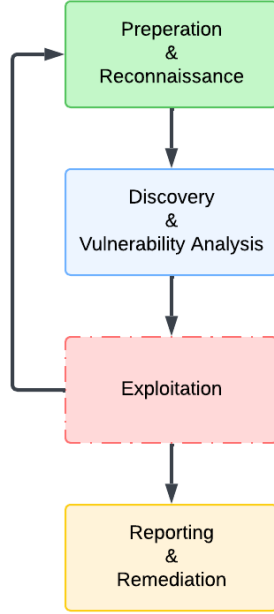 Preperation
&
Reconnaissance
Discovery
&
Vulnerability Analysis
Exploitation
Reporting
&
Remediation